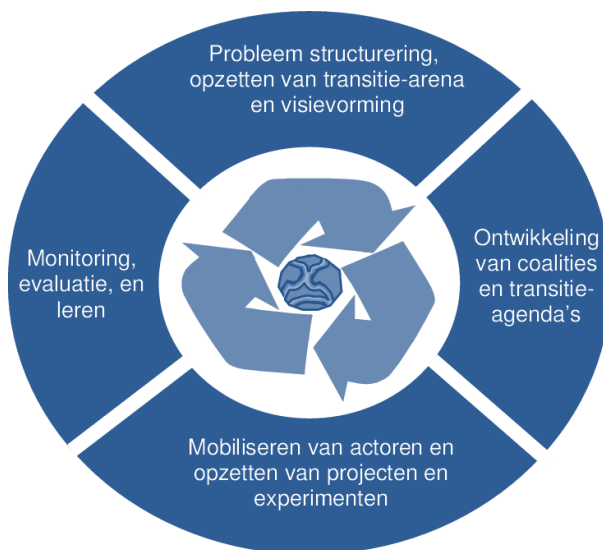 Probleem structurering,
opzetten van transitie-arena
en visievorming
Ontwikkeling
van coalities
en transitie-
agenda's
Mobiliseren van actoren en
opzetten van projecten en
experimenten
Monitoring,
evaluatie, en
leren